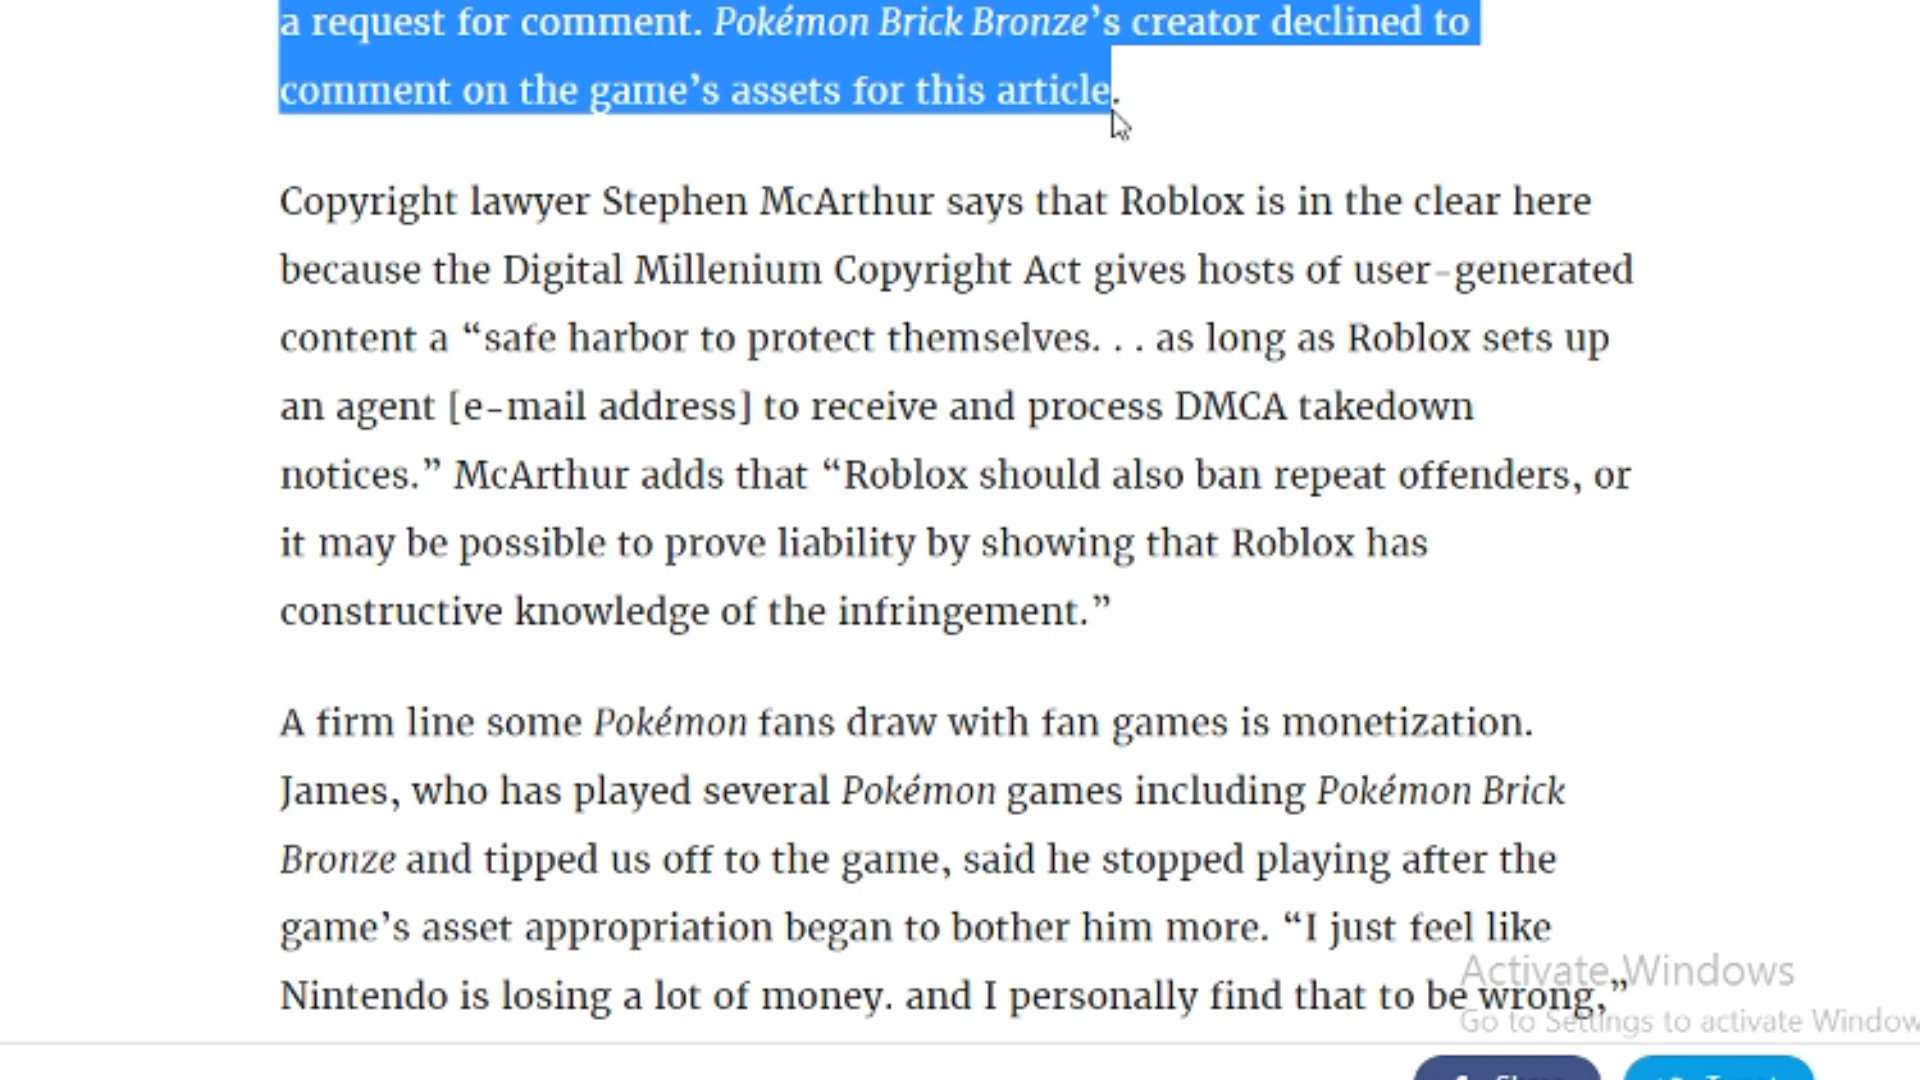 a request for comment. Pokémon Brick Bronze’s creator declined to
comment on the game’s assets for this article.
Copyright lawyer Stephen McArthur says that Roblox is in the clear here
because the Digital Millenium Copyright Act gives hosts of user-generated
content a “safe harbor to protect themselves. . . as long as Roblox sets up
an agent [e-mail address] to receive and process DMCA takedown
notices.” McArthur adds that “Roblox should also ban repeat offenders, or
it may be possible to prove liability by showing that Roblox has
constructive knowledge of the infringement.”
A firm line some Pokémon fans draw with fan games is monetization.
James, who has played several Pokémon games including Pokémon Brick
Bronze and tipped us off to the game, said he stopped playing after the
game’s asset appropriation began to bother him more. “I just feel like
Nintendo is losing a lot of money. and I personally find that to be wrong,”
Activate Windows
Go to Settings to activate Window